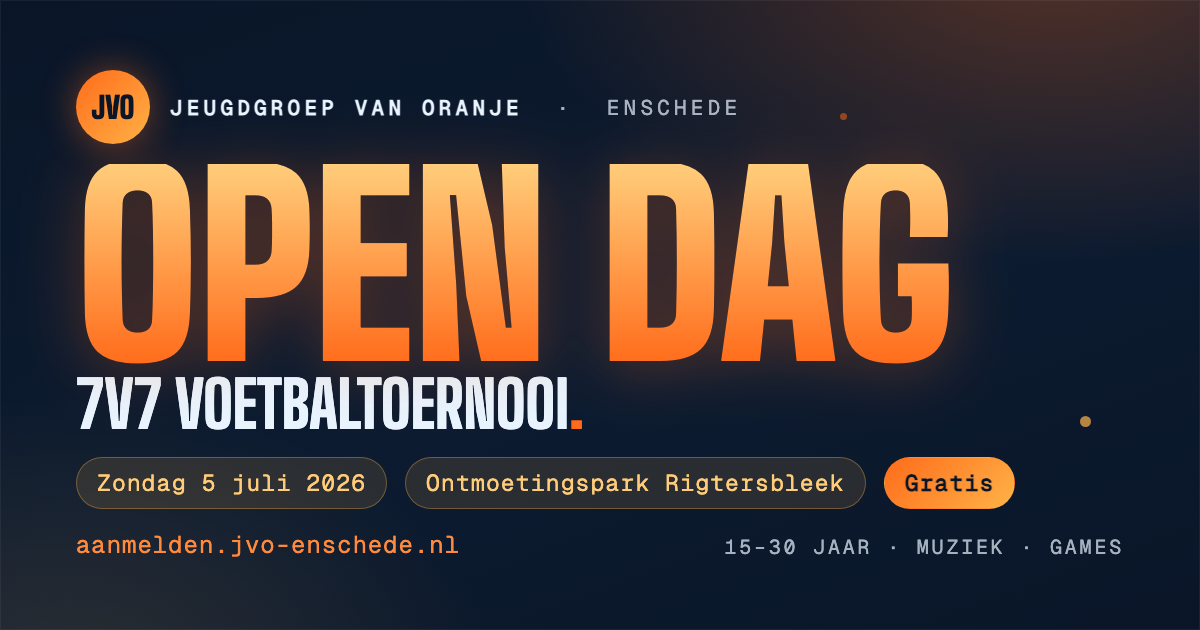 JVO JEUGDGROEP VAN ORANJE · ENSCHEDE
OPEN DAG
7V7 VOETBALTOERNOOI.
Zondag 5 juli 2026 Ontmoetingspark Rigtersbleek Gratis
aanmelden.jvo-enschede.nl 15-30 JAAR · MUZIEK · GAMES